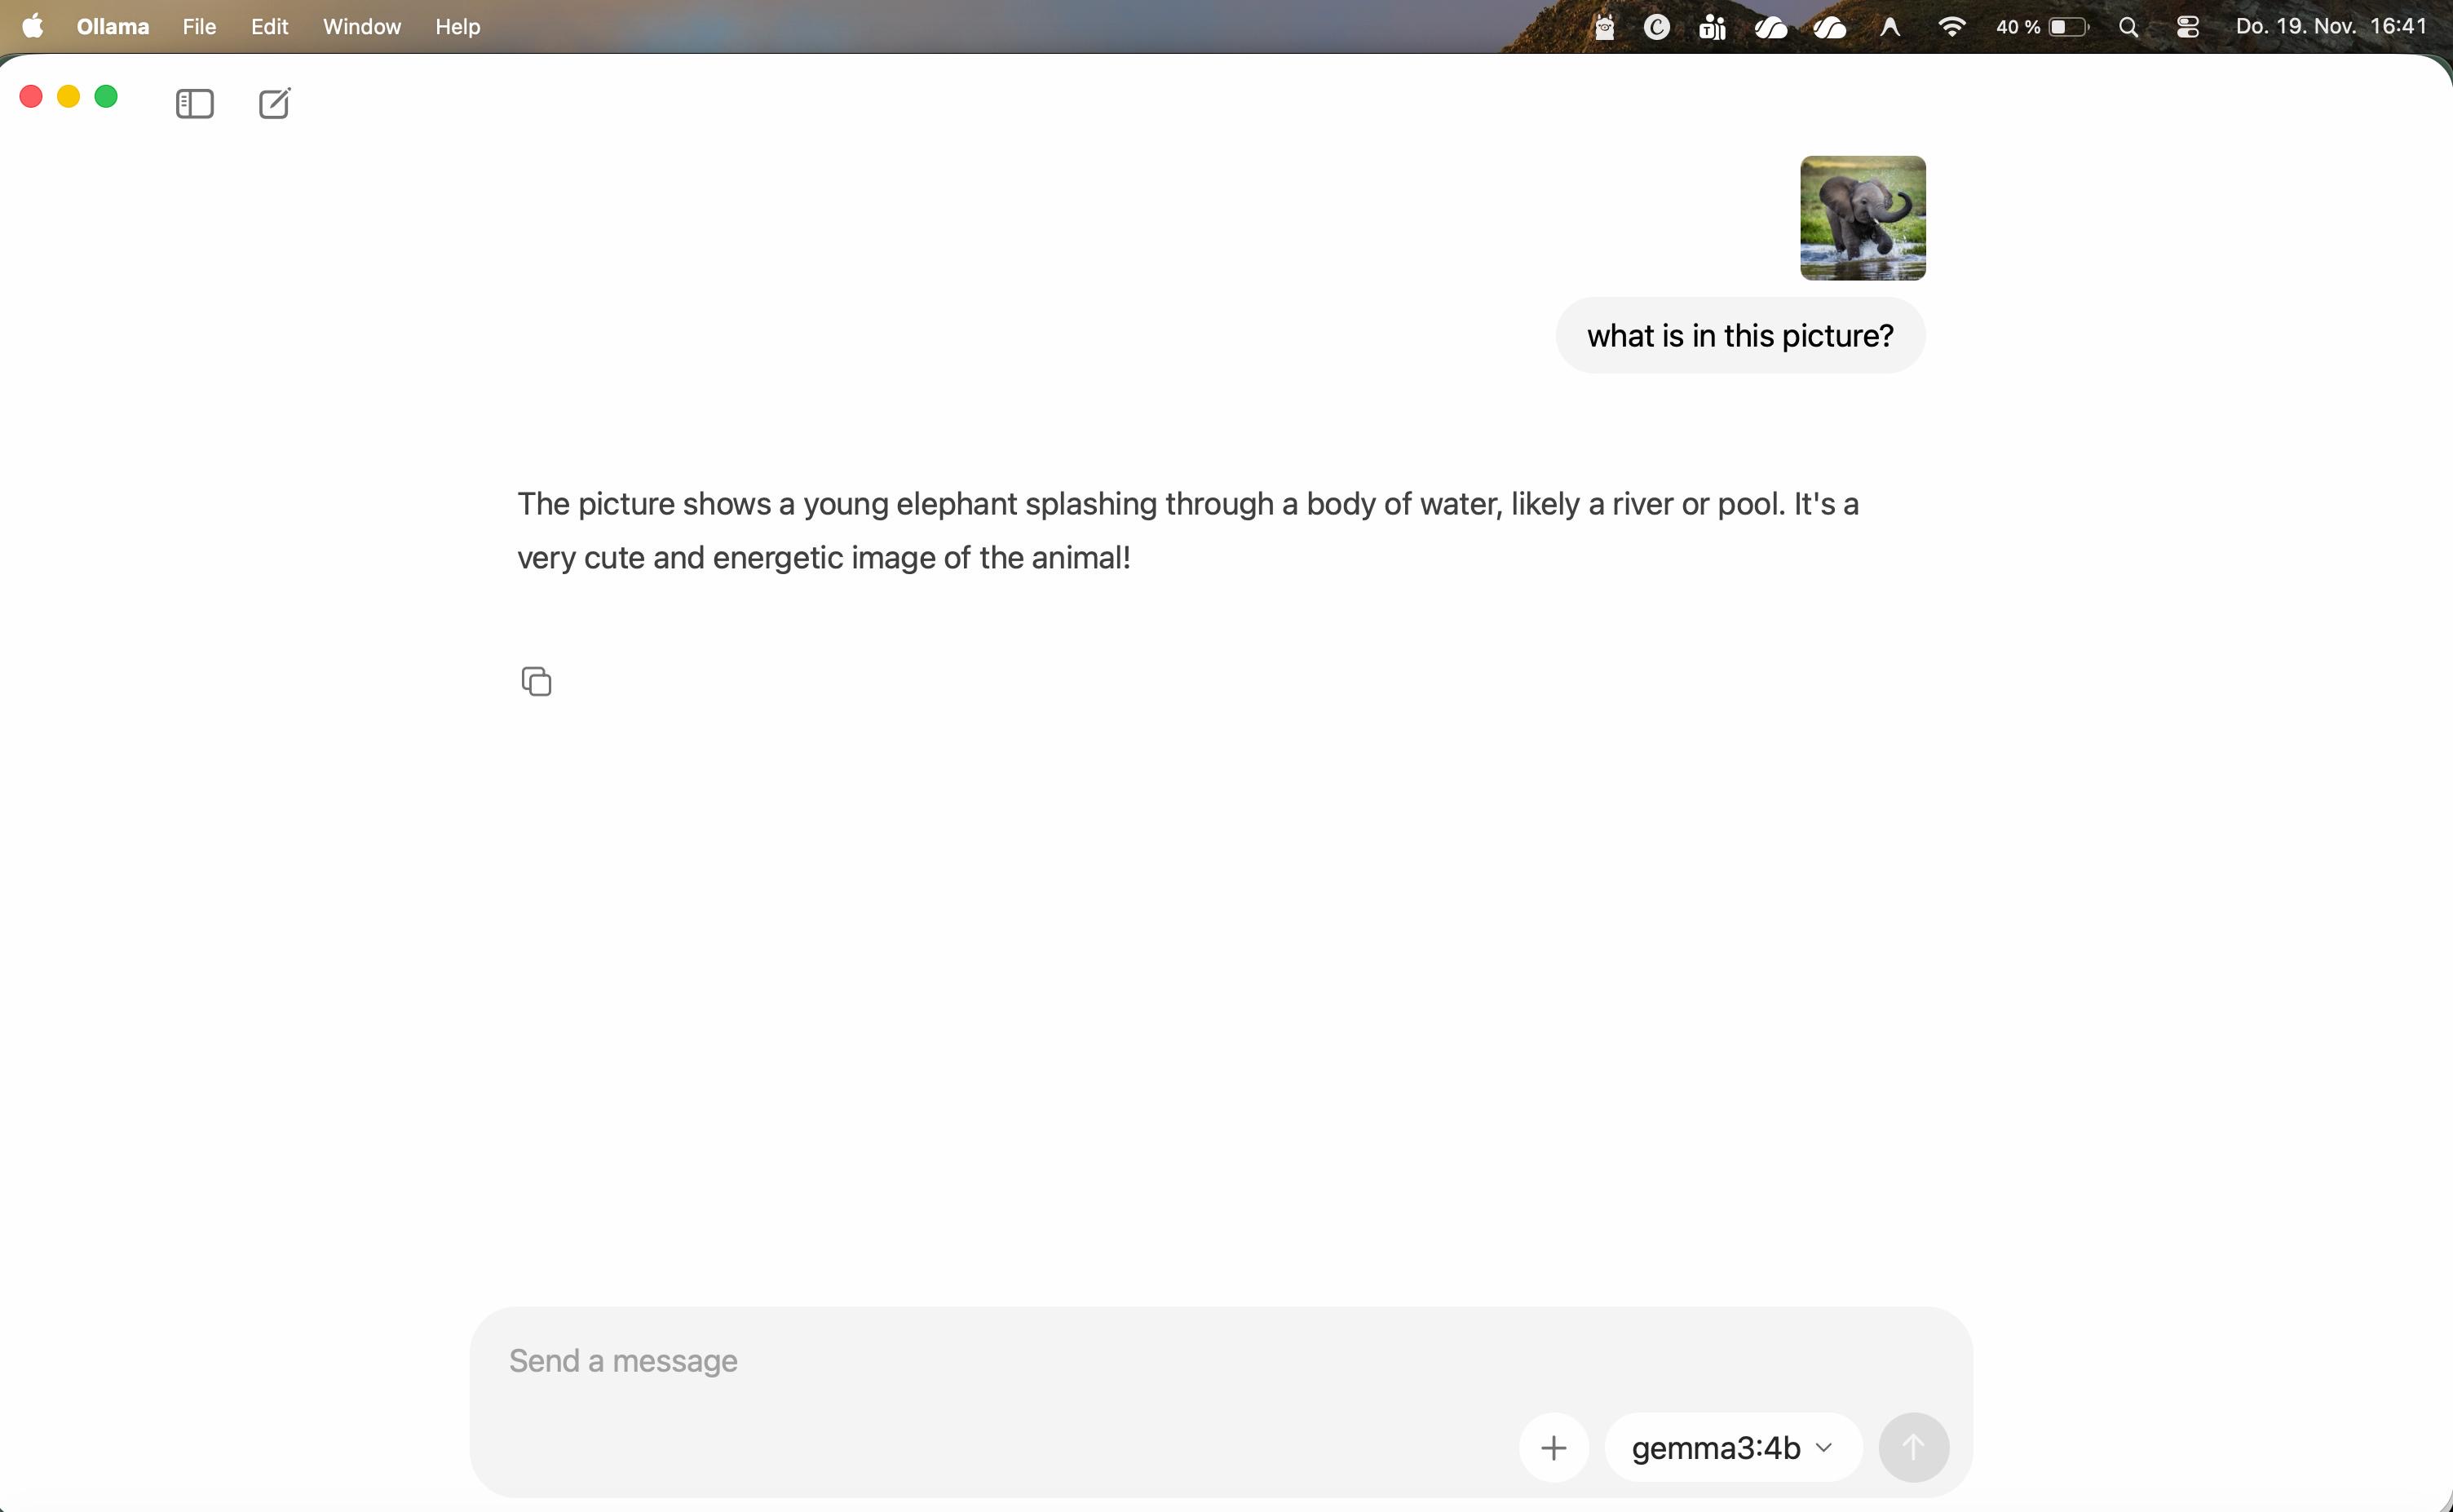 Ollama File Edit Window Help 40 % Do. 19. Nov. 16:41
what is in this picture?
The picture shows a young elephant splashing through a body of water, likely a river or pool. It's a
very cute and energetic image of the animal!
Send a message
gemma3:4b